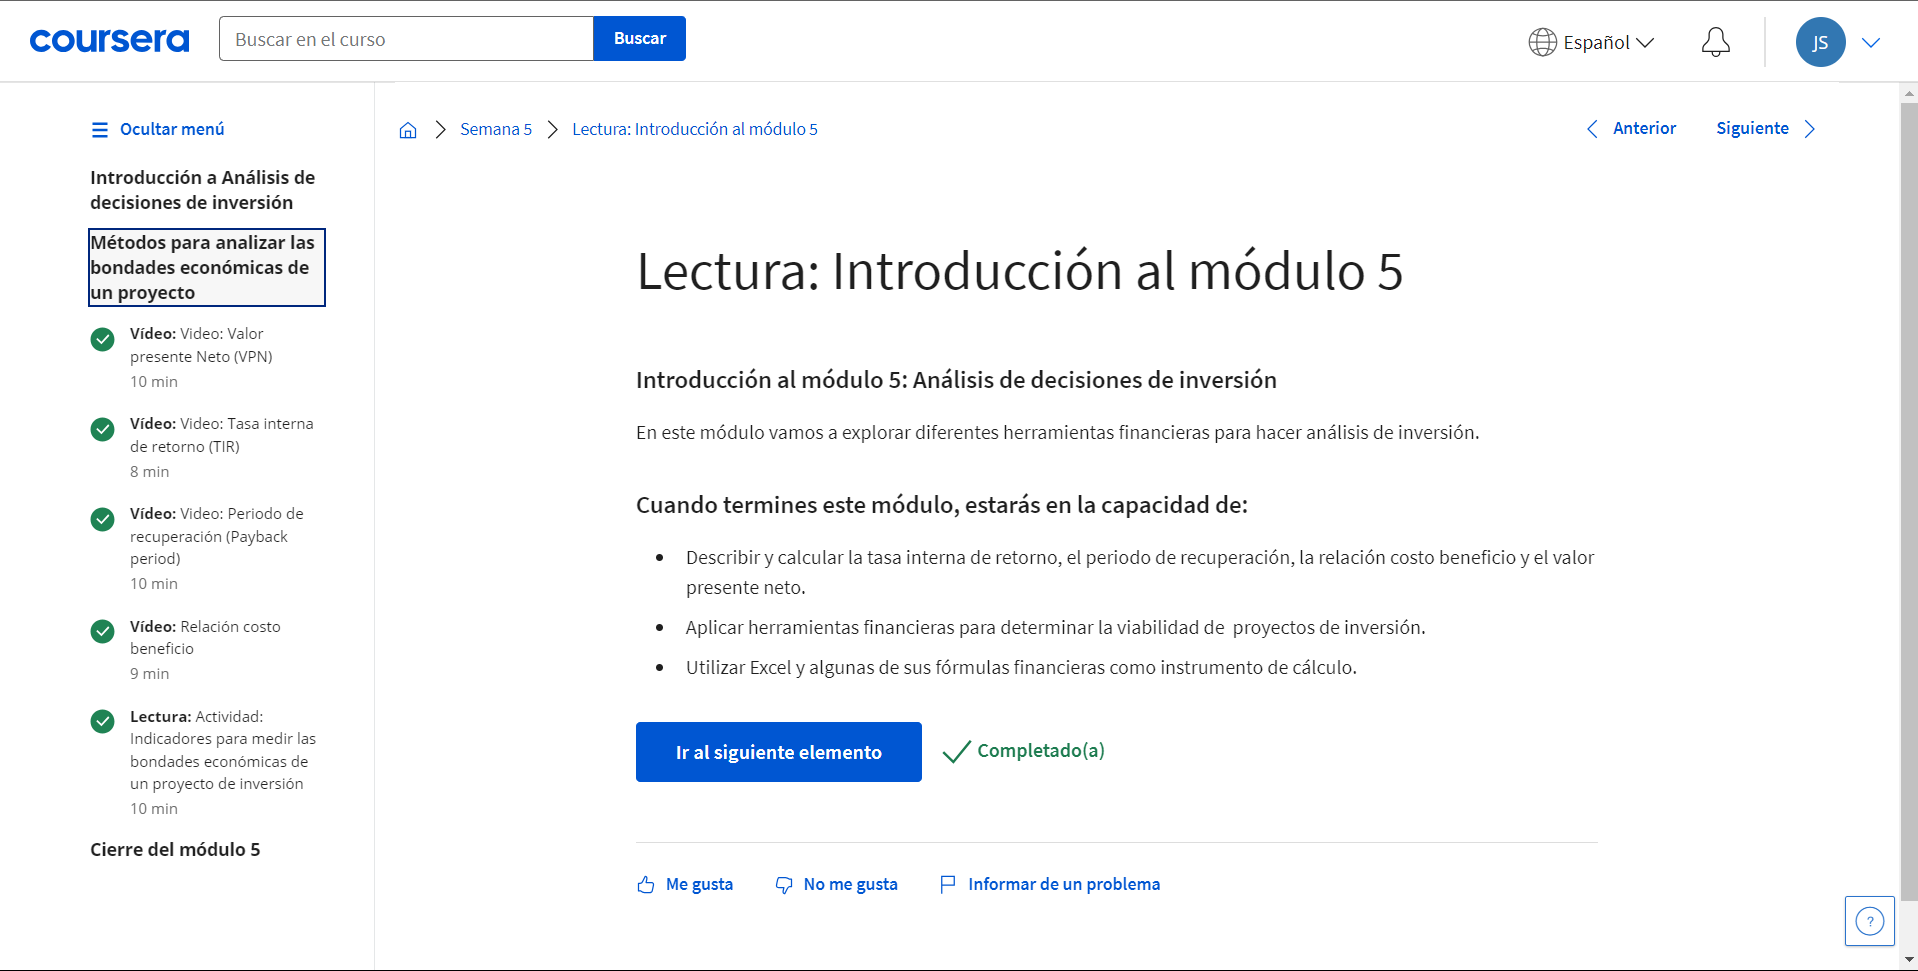 coursera
Buscar en el curso
Buscar
Español
JS
Ocultar menú
Introducción a Análisis de
decisiones de inversión
Métodos para analizar las
bondades económicas de
un proyecto
Vídeo: Video: Valor
presente Neto (VPN)
10 min
Vídeo: Video: Tasa interna
de retorno (TIR)
8 min
Vídeo: Video: Periodo de
recuperación (Payback
period)
10 min
Vídeo: Relación costo
beneficio
9 min
Lectura: Actividad:
Indicadores para medir las
bondades económicas de
un proyecto de inversión
10 min
Cierre del módulo 5
Semana 5
Lectura: Introducción al módulo 5
Anterior
Siguiente
Lectura: Introducción al módulo 5
Introducción al módulo 5: Análisis de decisiones de inversión
En este módulo vamos a explorar diferentes herramientas financieras para hacer análisis de inversión.
Cuando termines este módulo, estarás en la capacidad de:
• Describir y calcular la tasa interna de retorno, el periodo de recuperación, la relación costo beneficio y el valor
presente neto.
• Aplicar herramientas financieras para determinar la viabilidad de  proyectos de inversión.
• Utilizar Excel y algunas de sus fórmulas financieras como instrumento de cálculo.
Ir al siguiente elemento
Completado(a)
Me gusta
No me gusta
Informar de un problema
?